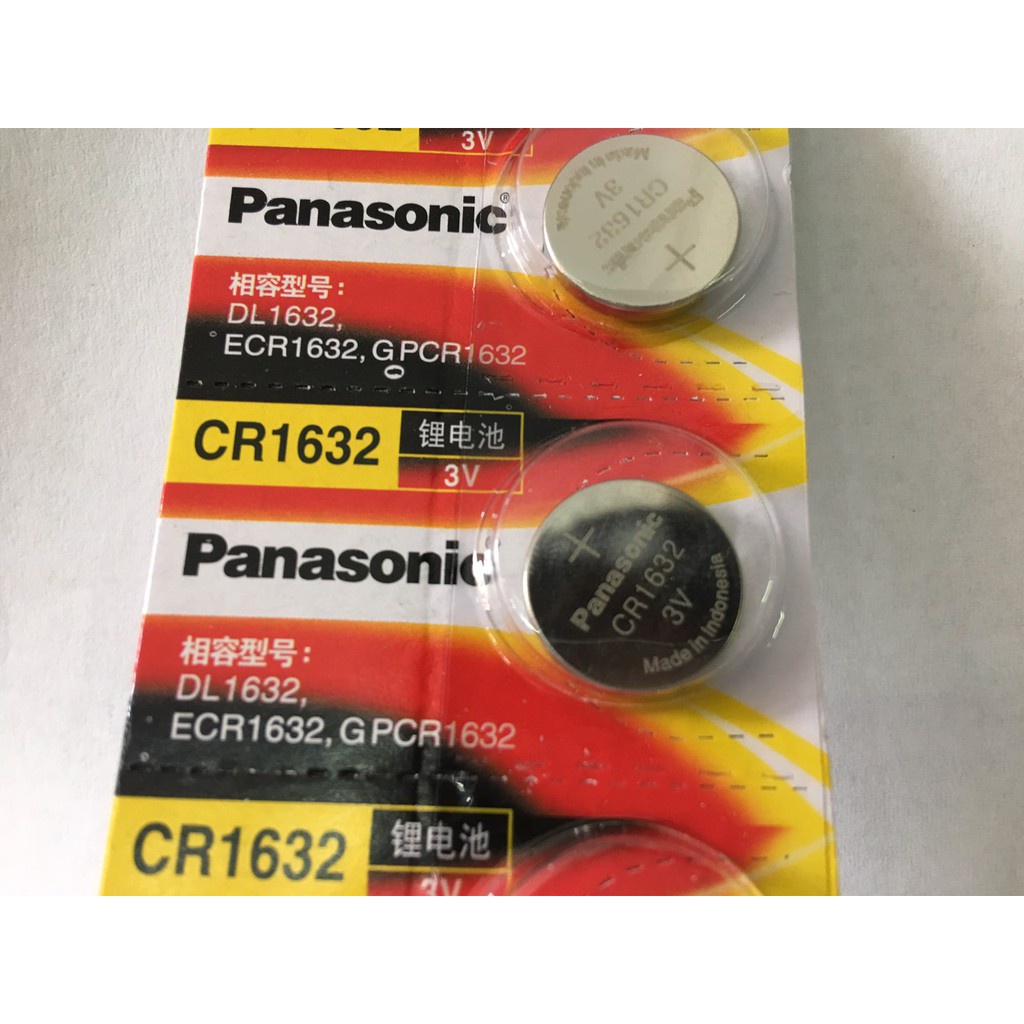 3V
Panasonic®
Panasonic
CR1632
3V
Made in Indonesia
+
相容型号:
DL1632,
ECR1632, GPCR1632
CR1632
锂电池
3V
Panasonic
+
Panasonic
CR1632
3V
Made in Indonesia
相容型号:
DL1632,
ECR1632, GPCR1632
CR1632
锂电池
3V